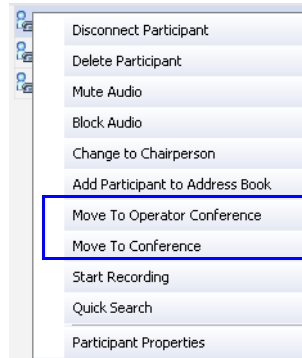 Disconnect Participant
Delete Participant
Mute Audio
Block Audio
Change to Chairperson
Add Participant to Address Book
Move To Operator Conference
Move To Conference
Start Recording
Quick Search
Participant Properties